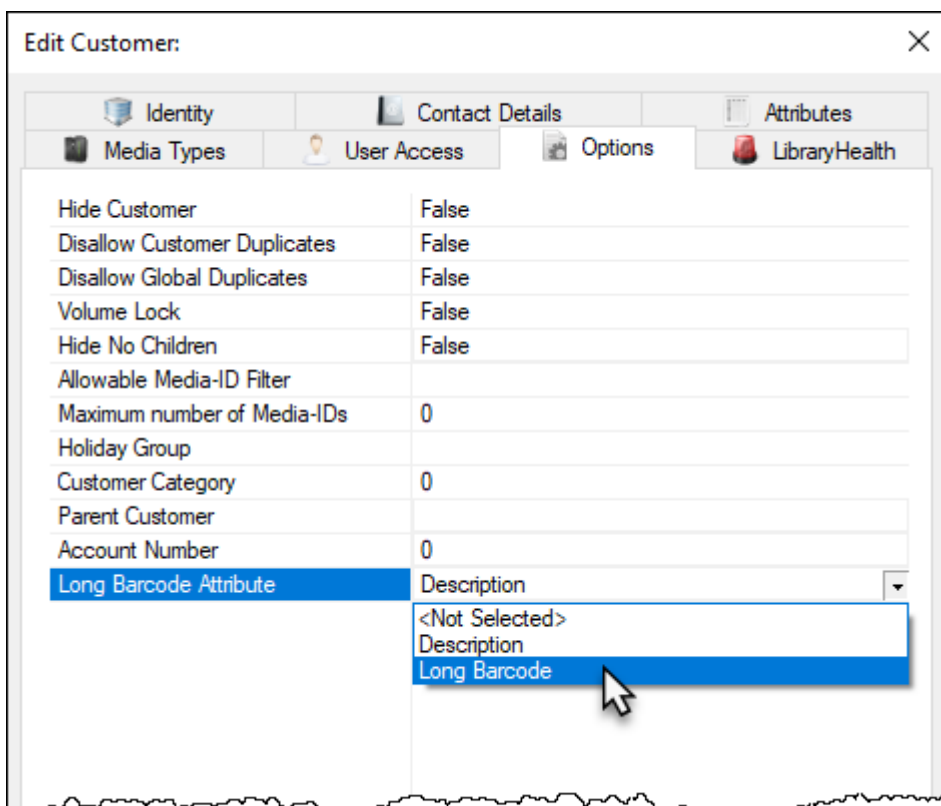 Edit Customer:
Identity Contact Details Attributes
Media Types User Access Options LibraryHealth
Hide Customer False
Disallow Customer Duplicates False
Disallow Global Duplicates False
Volume Lock False
Hide No Children False
Allowable Media-ID Filter
Maximum number of Media-IDs 0
Holiday Group
Customer Category 0
Parent Customer
Account Number 0
Long Barcode Attribute Description
<Not Selected>
Description
Long Barcode